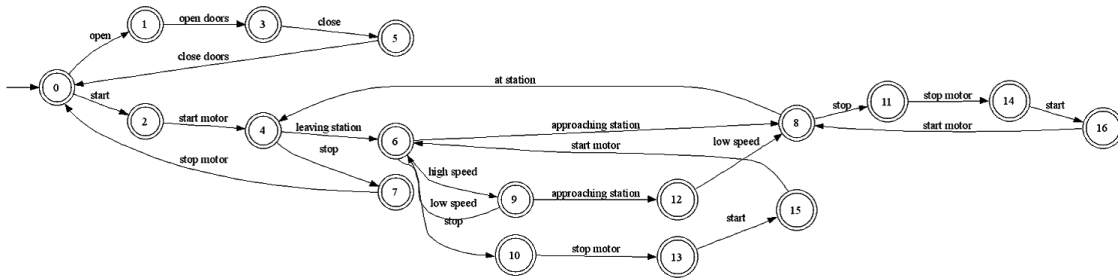 open
open doors
close
close doors
start
start motor
stop motor
leaving station
stop
at station
approaching station
start motor
high speed
low speed
stop
approaching station
low speed
stop motor
start
stop
stop motor
start
start motor
0
1
2
3
4
5
6
7
8
9
10
11
12
13
14
15
16